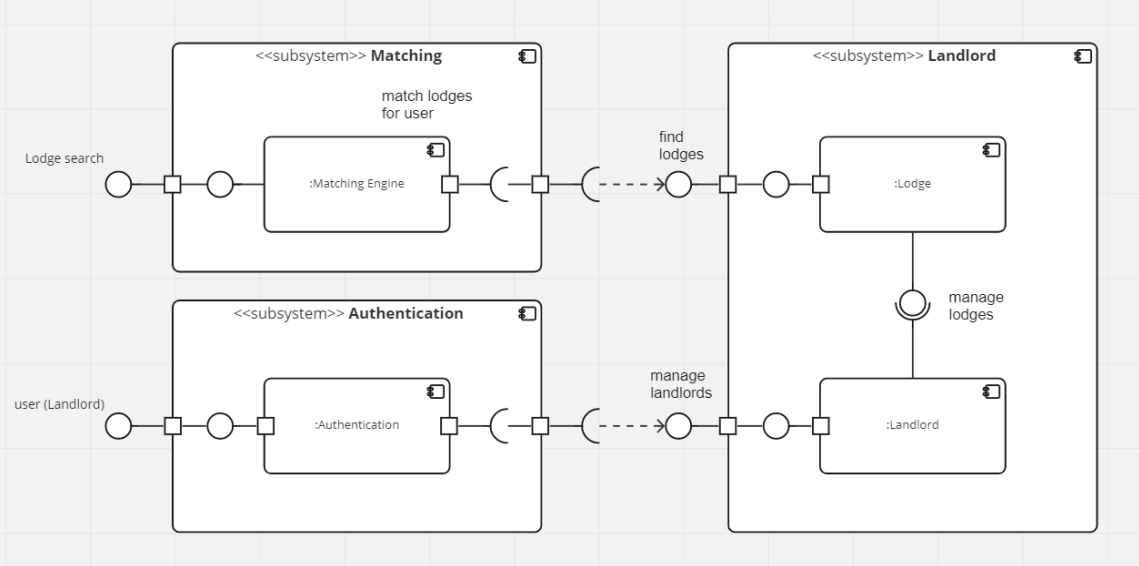 <<subsystem>> Matching
match lodges
for user
Lodge search
:Matching Engine
find
lodges
<<subsystem>> Landlord
:Lodge
manage
lodges
<<subsystem>> Authentication
user (Landlord)
:Authentication
manage
landlords
:Landlord